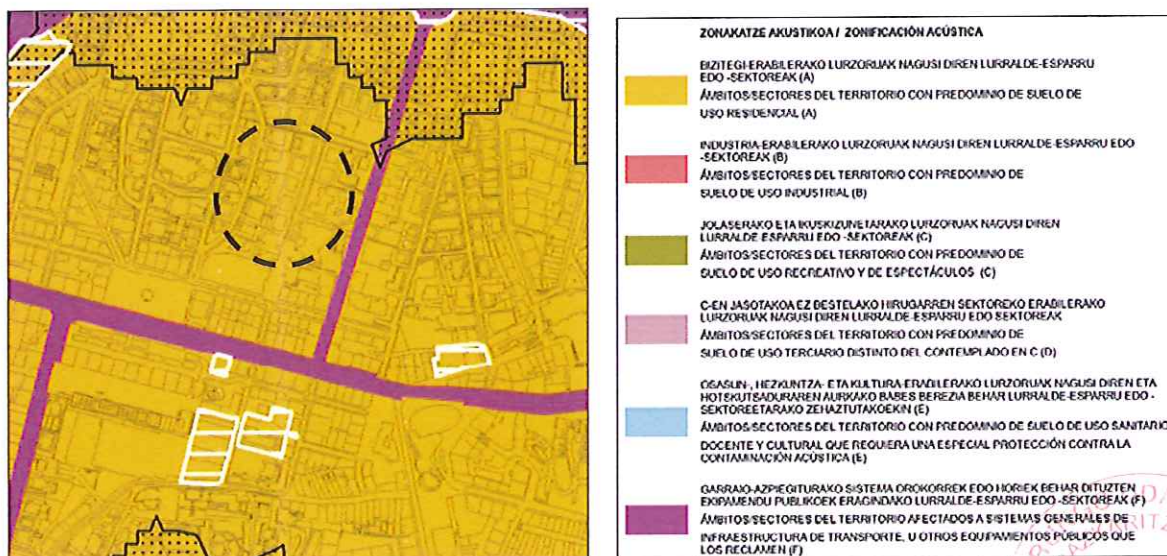 ZONAKATZE AKUSTIKOA / ZONIFICACIÓN ACÚSTICA
BIZITEGI-ERABILERAKO LURZORUAK NAGUSI DIREN LURRALDE-ESPARRU
EDO -SEKTOREAK (A)
ÁMBITOS/SECTORES DEL TERRITORIO CON PREDOMINIO DE SUELO DE
USO RESIDENCIAL (A)
INDUSTRIA-ERABILERAKO LURZORUAK NAGUSI DIREN LURRALDE-ESPARRU EDO
-SEKTOREAK (B)
ÁMBITOS/SECTORES DEL TERRITORIO CON PREDOMINIO DE
SUELO DE USO INDUSTRIAL (B)
JOLASERAKO ETA IKUSKIZUNETARAKO LURZORUAK NAGUSI DIREN
LURRALDE-ESPARRU EDO -SEKTOREAK (C)
ÁMBITOS/SECTORES DEL TERRITORIO CON PREDOMINIO DE
SUELO DE USO RECREATIVO Y DE ESPECTÁCULOS (C)
C-EN JASOTAKOA EZ BESTELAKO HIRUGARREN SEKTOREKO ERABILERAKO
LURZORUAK NAGUSI DIREN LURRALDE-ESPARRU EDO SEKTOREAK
ÁMBITOS/SECTORES DEL TERRITORIO CON PREDOMINIO DE
SUELO DE USO TERCIARIO DISTINTO DEL CONTEMPLADO EN C (D)
OSASUN-, HEZKUNTZA- ETA KULTURA-ERABILERAKO LURZORUAK NAGUSI DIREN ETA
HOTSKUTSADURAREN AURKAKO BABES BEREZIA BEHAR LURRALDE-ESPARRU EDO -
SEKTOREETARAKO ZEHAZTUTAKOEKIN (E)
ÁMBITOS/SECTORES DEL TERRITORIO CON PREDOMINIO DE SUELO DE USO SANITARIO
DOCENTE Y CULTURAL QUE REQUIERA UNA ESPECIAL PROTECCIÓN CONTRA LA
CONTAMINACIÓN ACÚSTICA (E)
GARRAIO-AZPIEGITURAKO SISTEMA OROKORREK EDO HORIEK BEHAR DITUZTEN
EKIPAMENDU PUBLIKOEK ERAGINDAKO LURRALDE-ESPARRU EDO -SEKTOREAK (F)
ÁMBITOS/SECTORES DEL TERRITORIO AFECTADOS A SISTEMAS GENERALES DE
INFRAESTRUCTURA DE TRANSPORTE, U OTROS EQUIPAMENTOS PÚBLICOS QUE
LOS RECLAMEN (F)